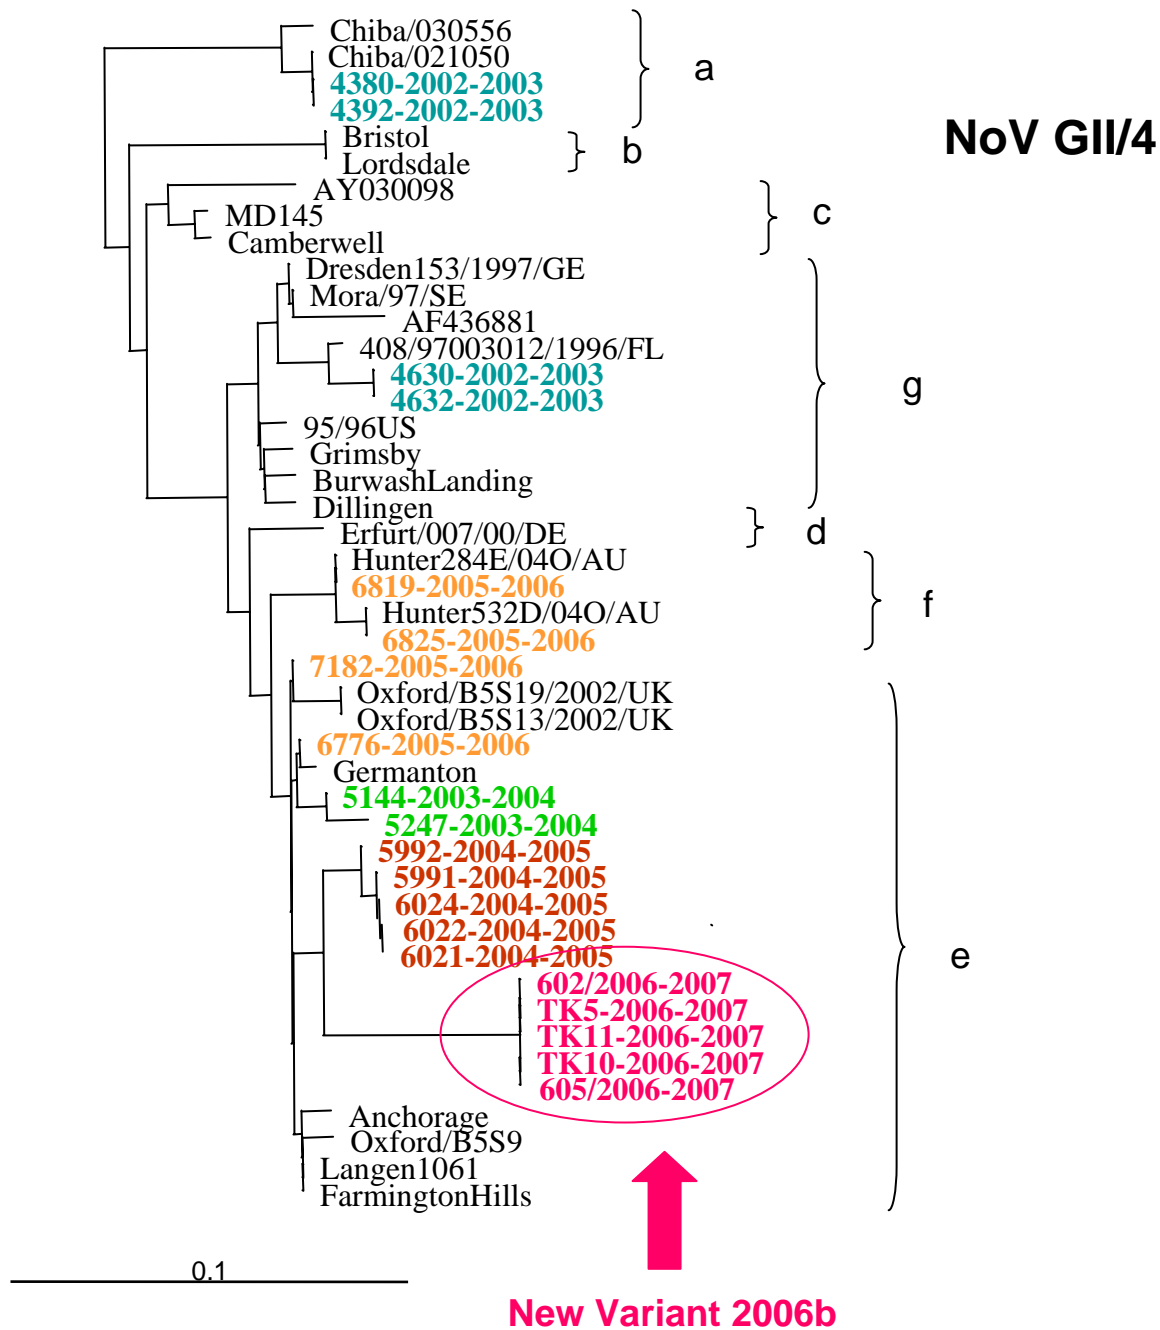 Chiba/030556
Chiba/021050
4380-2002-2003
4392-2002-2003
a
NoV GII/4
Bristol
Lordsdale
b
AY030098
MD145
Camberwell
c
Dresden153/1997/GE
Mora/97/SE
AF436881
408/97003012/1996/FL
4630-2002-2003
4632-2002-2003
g
95/96US
Grimsby
BurwashLanding
Dillingen
Erfurt/007/00/DE
d
Hunter284E/04O/AU
6819-2005-2006
Hunter532D/04O/AU
6825-2005-2006
f
7182-2005-2006
Oxford/B5S19/2002/UK
Oxford/B5S13/2002/UK
6776-2005-2006
Germanton
5144-2003-2004
5247-2003-2004
5992-2004-2005
5991-2004-2005
6024-2004-2005
6022-2004-2005
6021-2004-2005
e
602/2006-2007
TK5-2006-2007
TK11-2006-2007
TK10-2006-2007
605/2006-2007
Anchorage
Oxford/B5S9
Langen1061
FarmingtonHills
0.1
New Variant 2006b